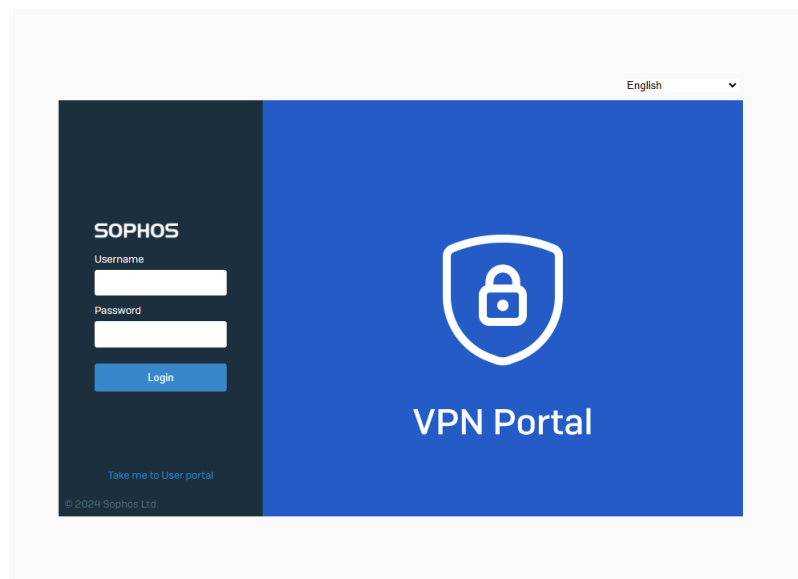 English
SOPHOS
Username
Password
Login
Take me to User portal
© 2024 Sophos Ltd.
VPN Portal